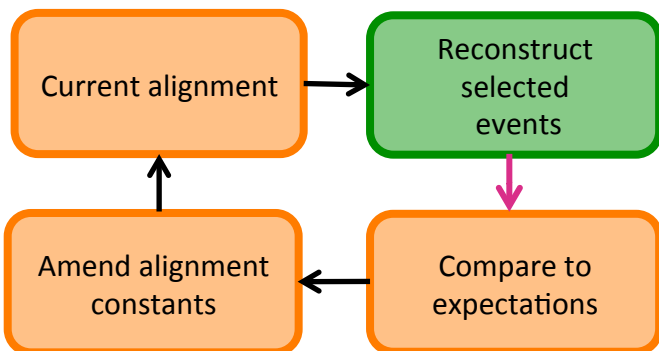 Current alignment
Reconstruct
selected
events
Amend alignment
constants
Compare to
expectations